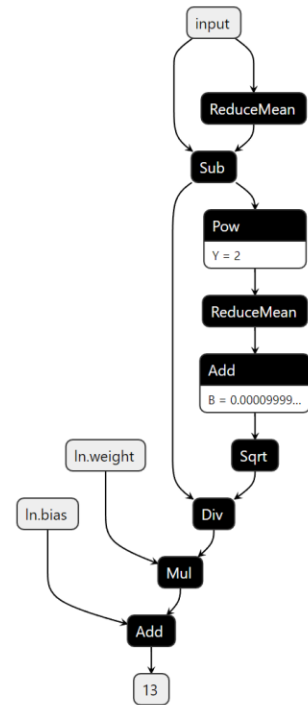 input
ReduceMean
Sub
Pow
Y = 2
ReduceMean
Add
B = 0.00009999...
ln.weight
Sqrt
ln.bias
Div
Mul
Add
13